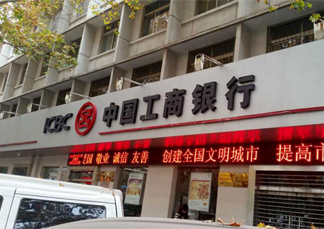 ICBC 中国工商银行
国 敬业 诚信 友善 创建全国文明城市 提高市